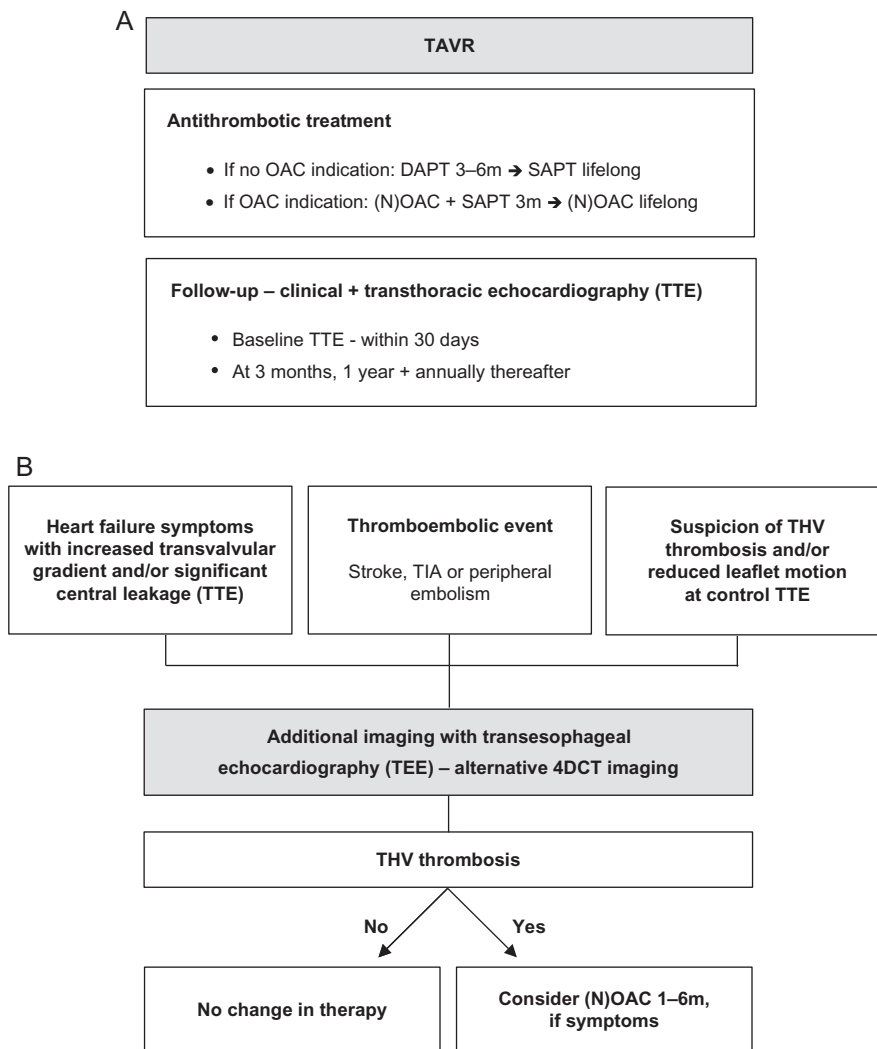 A
TAVR
Antithrombotic treatment
• If no OAC indication: DAPT 3–6m ➔ SAPT lifelong
• If OAC indication: (N)OAC + SAPT 3m ➔ (N)OAC lifelong
Follow-up – clinical + transthoracic echocardiography (TTE)
• Baseline TTE - within 30 days
• At 3 months, 1 year + annually thereafter
B
Heart failure symptoms
with increased transvalvular
gradient and/or significant
central leakage (TTE)
Thromboembolic event
Stroke, TIA or peripheral
embolism
Suspicion of THV
thrombosis and/or
reduced leaflet motion
at control TTE
Additional imaging with transesophageal
echocardiography (TEE) – alternative 4DCT imaging
THV thrombosis
No
Yes
No change in therapy
Consider (N)OAC 1–6m,
if symptoms